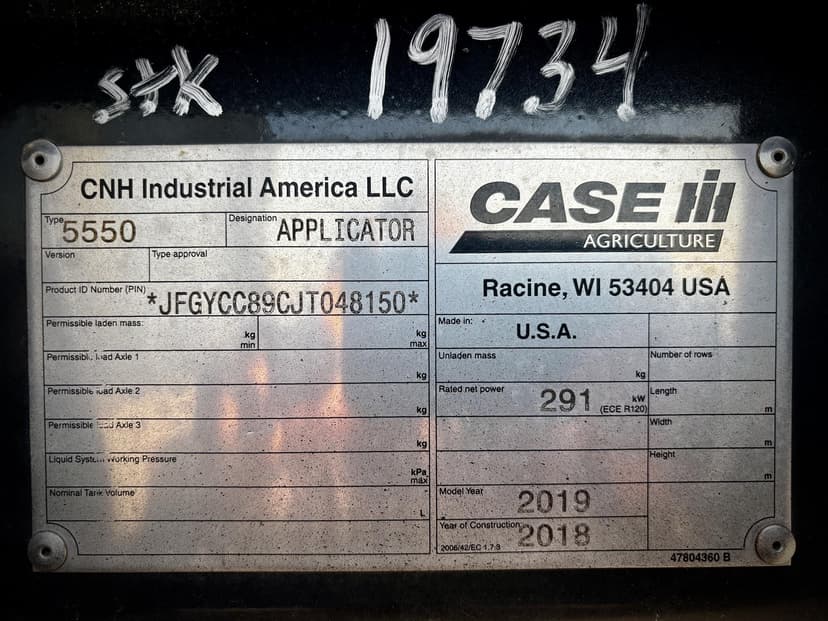 STK 19734
CNH Industrial America LLC
Type 5550
Designation APPLICATOR
Version
Type approval
Product ID Number (PIN) *JFGYCC89CJT048150*
Permissible laden mass:
kg min
kg max
Permissible load Axle 1
kg
Permissible load Axle 2
kg
Permissible load Axle 3
kg
Liquid System Working Pressure
kPa max
Nominal Tank Volume
L
CASE IH
AGRICULTURE
Racine, WI 53404 USA
Made in: U.S.A.
Unladen mass
kg
Number of rows
Rated net power 291 kW (ECE R120)
Length
m
Width
m
Height
m
Model Year 2019
Year of Construction 2018
2006/42/EC 1.7.3
47804360 B